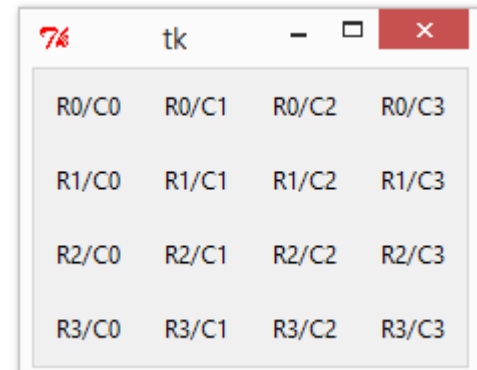 tk
R0/C0 R0/C1 R0/C2 R0/C3
R1/C0 R1/C1 R1/C2 R1/C3
R2/C0 R2/C1 R2/C2 R2/C3
R3/C0 R3/C1 R3/C2 R3/C3